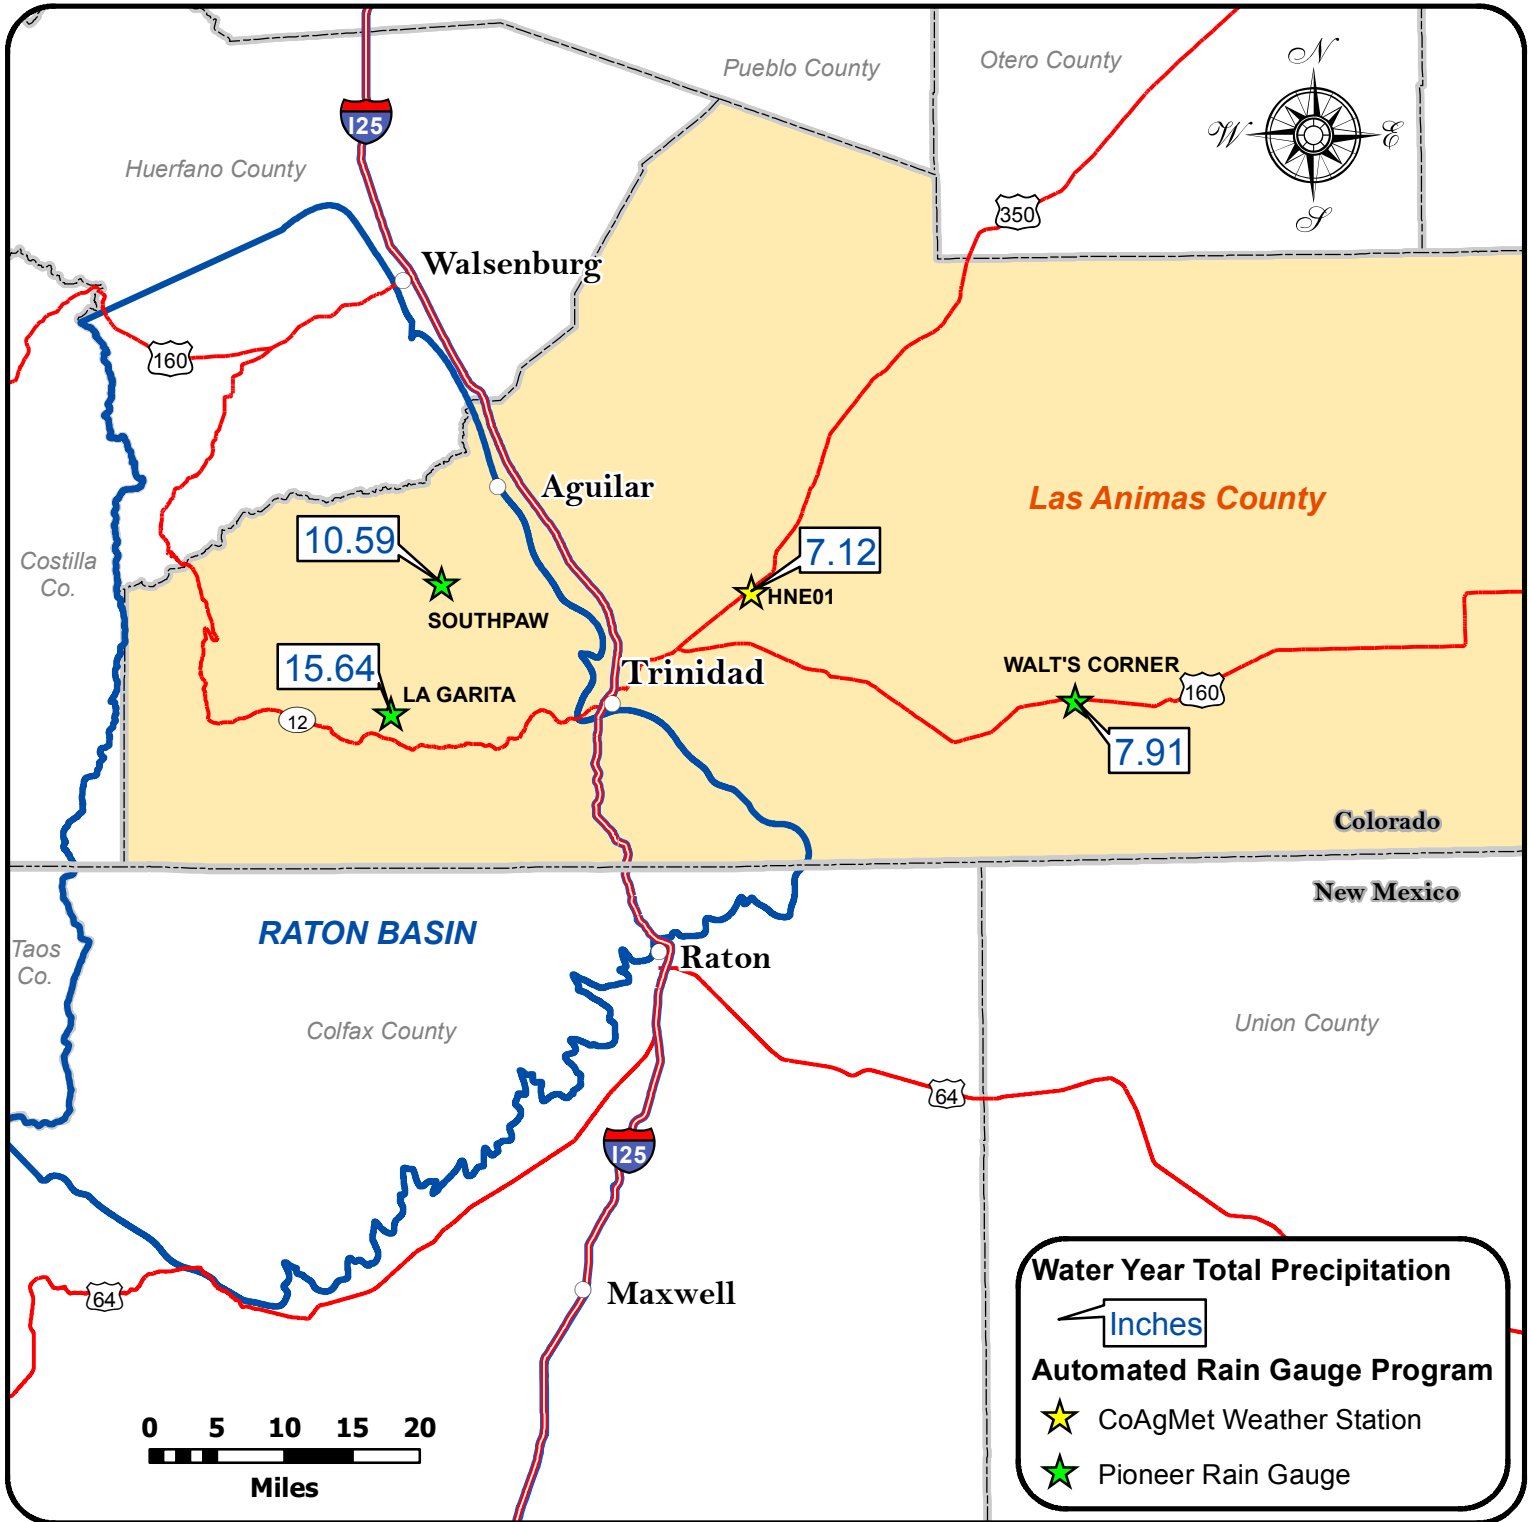 Pueblo County
Otero County
N
W
E
S
I25
Huerfano County
350
Walsenburg
160
Aguilar
Las Animas County
10.59
7.12
Costilla
Co.
SOUTHPAW
HNE01
15.64
LA GARITA
Trinidad
WALT'S CORNER
160
12
7.91
Colorado
New Mexico
RATON BASIN
Taos
Co.
Raton
Colfax County
Union County
64
I25
64
Maxwell
Water Year Total Precipitation
Inches
Automated Rain Gauge Program
CoAgMet Weather Station
Pioneer Rain Gauge
0 5 10 15 20
Miles